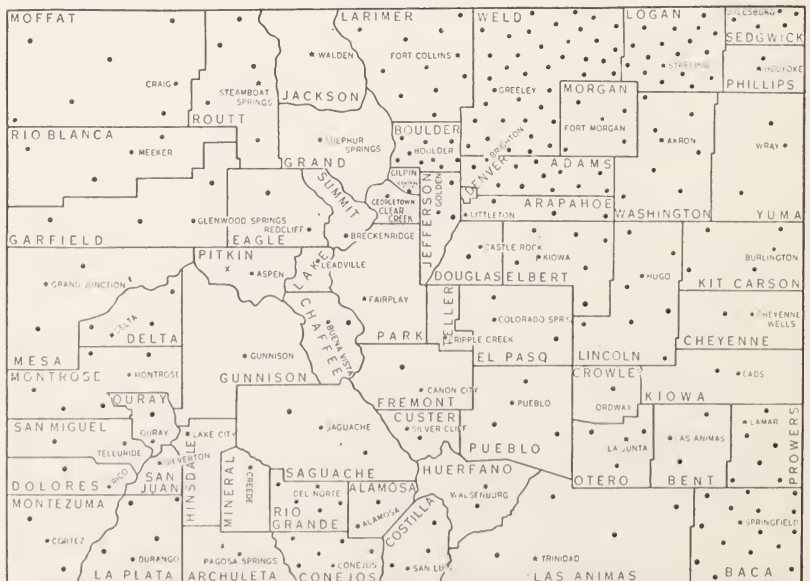 MOFFAT
LARIMER
WELD
LOGAN
JULESBURG
SEDGWICK
WALDEN
FORT COLLINS
STERLING
HOLYOKE
PHILLIPS
CRAIG
STEAMBOAT
SPRINGS
JACKSON
GREELEY
MORGAN
ROUTT
FORT MORGAN
RIO BLANCA
MEEKER
SULPHUR
SPRINGS
BOULDER
BOULDER
BRIGHTON
AKRON
WRAY
GRAND
GILPIN
CENTRAL
DENVER
ADAMS
SUMMIT
GEORGETOWN
CLEAR
CREEK
JEFFERSON
GOLDEN
ARAPAHOE
LITTLETON
WASHINGTON
YUMA
GLENWOOD SPRINGS
REDCLIFF
GARFIELD
EAGLE
BRECKENRIDGE
PITKIN
ASPEN
LAKE
LEADVILLE
CASTLE ROCK
KIOWA
DOUGLAS
ELBERT
HUGO
BURLINGTON
KIT CARSON
GRAND JUNCTION
FAIRPLAY
TELLER
COLORADO SPRS.
CHEYENNE
WELLS
CHEYENNE
DELTA
DELTA
CHAFFEE
BUENA VISTA
PARK
CRIPPLE CREEK
EL PASO
LINCOLN
MESA
MONTROSE
MONTROSE
GUNNISON
GUNNISON
CROWLEY
EADS
KIOWA
OURAY
CANON CITY
FREMONT
PUEBLO
ORDWAY
SAN MIGUEL
OURAY
LAKE CITY
SAGUACHE
CUSTER
SILVER CLIFF
LA JUNTA
LAS ANIMAS
LAMAR
PROWERS
TELLURIDE
SILVERTON
PUEBLO
DOLORES
RICO
SAN
JUAN
HINSDALE
MINERAL
CREEDE
SAGUACHE
HUERFANO
OTERO
BENT
MONTEZUMA
DEL NORTE
RIO
GRANDE
ALAMOSA
ALAMOSA
COSTILLA
WALSENBURG
SPRINGFIELD
CORTEZ
DURANGO
PAGOSA SPRINGS
CONEJOS
SAN LUIS
TRINIDAD
LA PLATA
ARCHULETA
CONEJOS
LAS ANIMAS
BACA